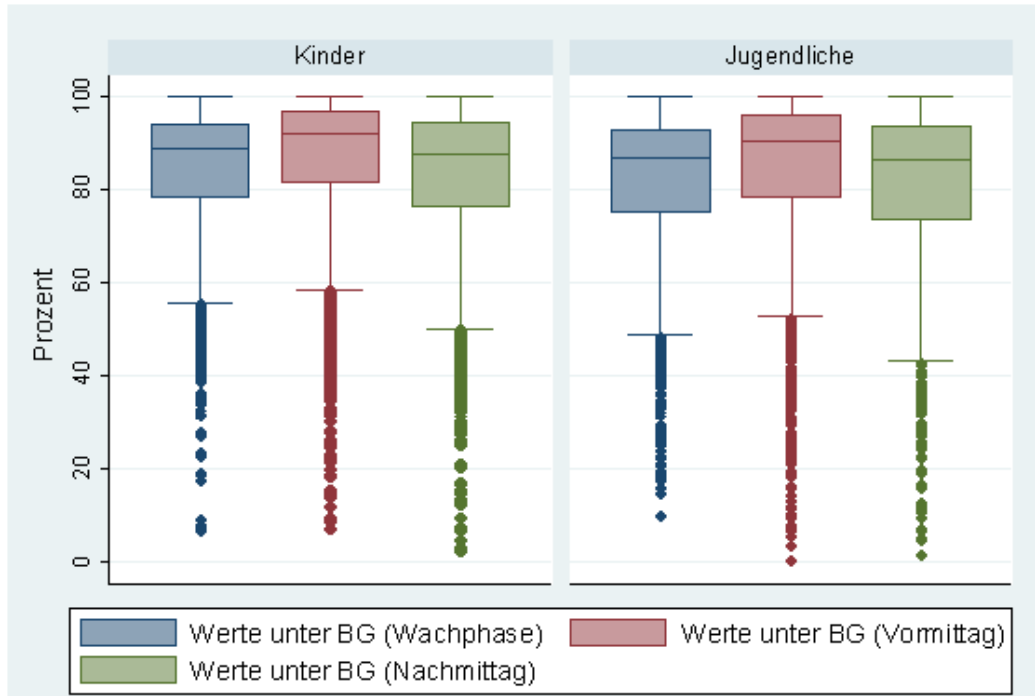 Kinder
Jugendliche
Prozent
100
80
60
40
20
0
Werte unter BG (Wachphase)
Werte unter BG (Vormittag)
Werte unter BG (Nachmittag)